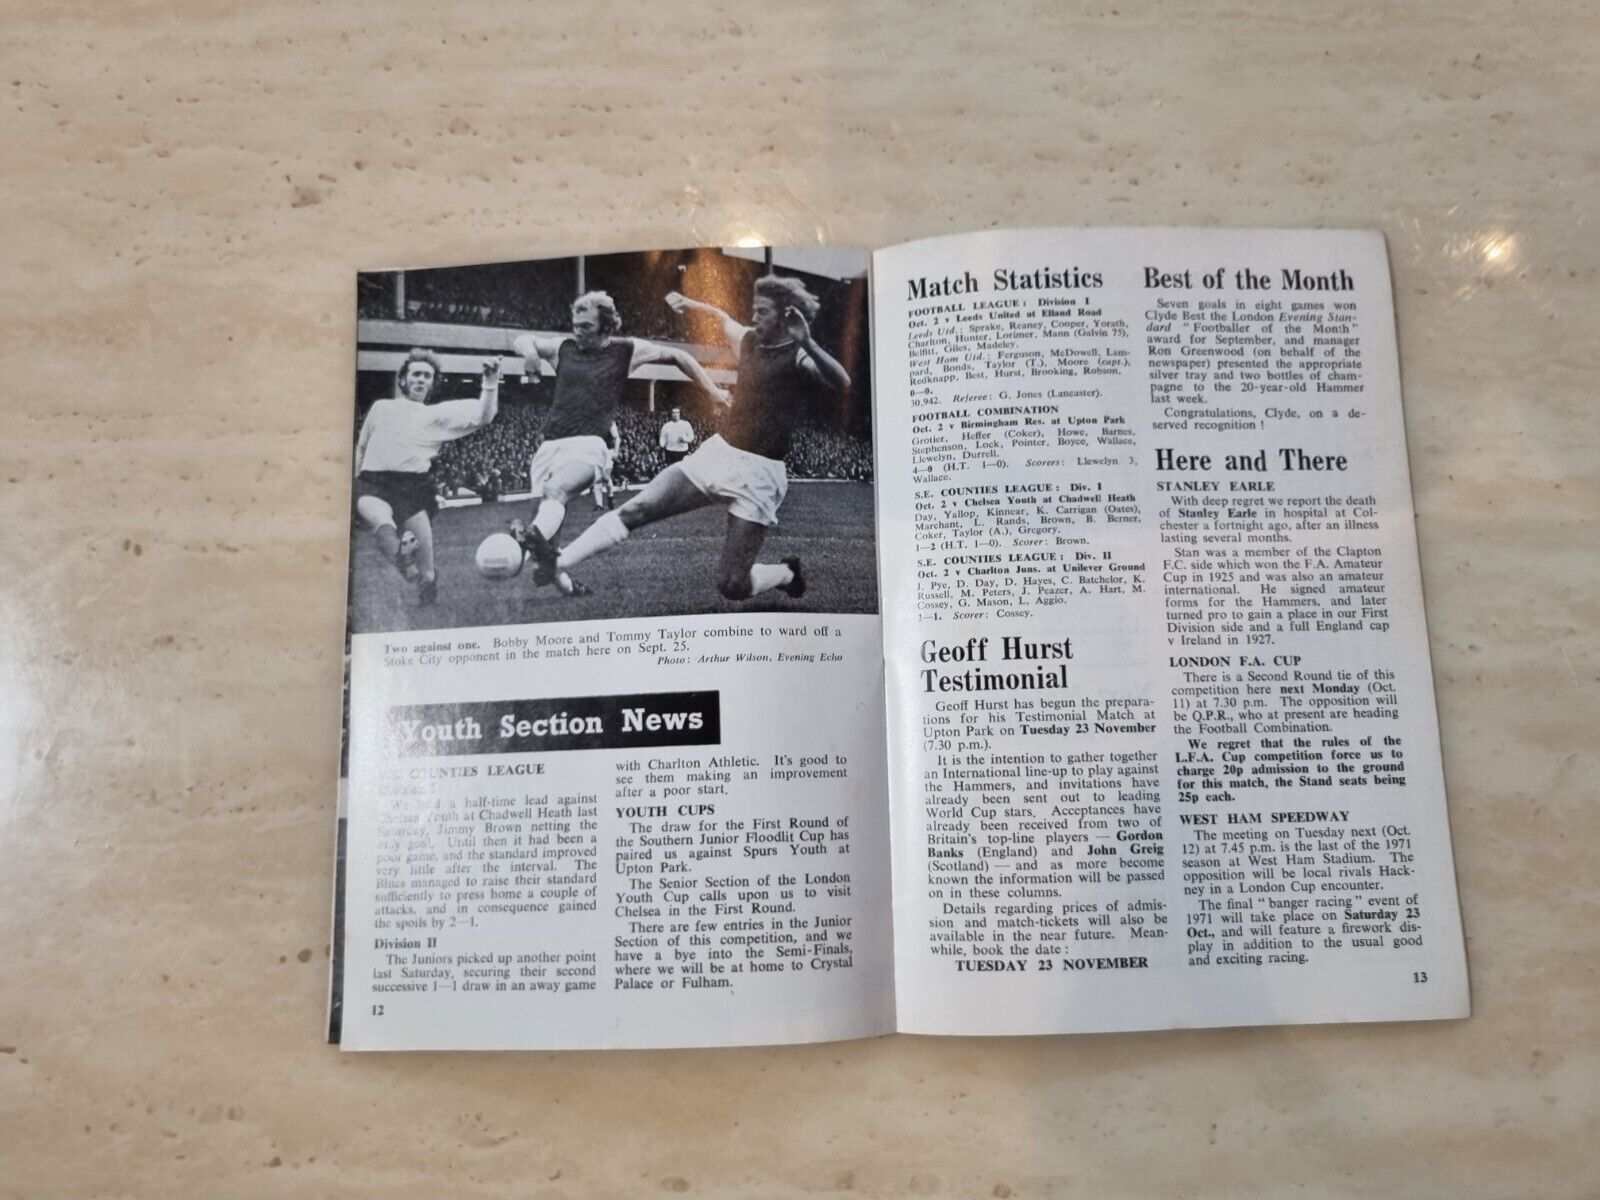 Two against one. Bobby Moore and Tommy Taylor combine to ward off a
Stoke City opponent in the match here on Sept. 25.
Photo: Arthur Wilson, Evening Echo
Youth Section News
COUNTIES LEAGUE
Division I
We held a half-time lead against
Chelsea Youth at Chadwell Heath last
Saturday, Jimmy Brown netting the
only goal. Until then it had been a
poor game, and the standard improved
very little after the interval. The
Blues managed to raise their standard
sufficiently to press home a couple of
attacks, and in consequence gained
the spoils by 2—1.
Division II
The Juniors picked up another point
last Saturday, securing their second
successive 1—1 draw in an away game
with Charlton Athletic. It's good to
see them making an improvement
after a poor start.
YOUTH CUPS
The draw for the First Round of
the Southern Junior Floodlit Cup has
paired us against Spurs Youth at
Upton Park.
The Senior Section of the London
Youth Cup calls upon us to visit
Chelsea in the First Round.
There are few entries in the Junior
Section of this competition, and we
have a bye into the Semi-Finals,
where we will be at home to Crystal
Palace or Fulham.
12
Match Statistics
FOOTBALL LEAGUE: Division I
Oct. 2 v Leeds United at Elland Road
Leeds Utd.: Sprake, Reaney, Cooper, Yorath,
Charlton, Hunter, Lorimer, Mann (Galvin 75),
Belfitt, Giles, Madeley.
West Ham Utd.: Ferguson, McDowell, Lam-
pard, Bonds, Taylor (T.), Moore (capt.),
Redknapp, Best, Hurst, Brooking, Robson.
0—0.
30,942. Referee: G. Jones (Lancaster).
FOOTBALL COMBINATION
Oct. 2 v Birmingham Res. at Upton Park
Grotier, Heffer (Coker), Howe, Barnes,
Stephenson, Lock, Pointer, Boyce, Wallace,
Llewelyn, Durrell.
4—0 (H.T. 1—0). Scorers: Llewelyn 3,
Wallace.
S.E. COUNTIES LEAGUE: Div. I
Oct. 2 v Chelsea Youth at Chadwell Heath
Day, Yallop, Kinnear, K. Carrigan (Oates),
Marchant, L. Rands, Brown, B. Berner,
Coker, Taylor (A.), Gregory.
1—2 (H.T. 1—0). Scorer: Brown.
S.E. COUNTIES LEAGUE: Div. II
Oct. 2 v Charlton Juns. at Unilever Ground
J. Pye, D. Day, D. Hayes, C. Batchelor, K.
Russell, M. Peters, J. Peazer, A. Hart, M.
Cossey, G. Mason, L. Aggio.
1—1. Scorer: Cossey.
Geoff Hurst
Testimonial
Geoff Hurst has begun the prepara-
tions for his Testimonial Match at
Upton Park on Tuesday 23 November
(7.30 p.m.).
It is the intention to gather together
an International line-up to play against
the Hammers, and invitations have
already been sent out to leading
World Cup stars. Acceptances have
already been received from two of
Britain's top-line players — Gordon
Banks (England) and John Greig
(Scotland) — and as more become
known the information will be passed
on in these columns.
Details regarding prices of admis-
sion and match-tickets will also be
available in the near future. Mean-
while, book the date:
TUESDAY 23 NOVEMBER
Best of the Month
Seven goals in eight games won
Clyde Best the London Evening Stan-
dard "Footballer of the Month"
award for September, and manager
Ron Greenwood (on behalf of the
newspaper) presented the appropriate
silver tray and two bottles of cham-
pagne to the 20-year-old Hammer
last week.
Congratulations, Clyde, on a de-
served recognition !
Here and There
STANLEY EARLE
With deep regret we report the death
of Stanley Earle in hospital at Col-
chester a fortnight ago, after an illness
lasting several months.
Stan was a member of the Clapton
F.C. side which won the F.A. Amateur
Cup in 1925 and was also an amateur
international. He signed amateur
forms for the Hammers, and later
turned pro to gain a place in our First
Division side and a full England cap
v Ireland in 1927.
LONDON F.A. CUP
There is a Second Round tie of this
competition here next Monday (Oct.
11) at 7.30 p.m. The opposition will
be Q.P.R., who at present are heading
the Football Combination.
We regret that the rules of the
L.F.A. Cup competition force us to
charge 20p admission to the ground
for this match, the Stand seats being
25p each.
WEST HAM SPEEDWAY
The meeting on Tuesday next (Oct.
12) at 7.45 p.m. is the last of the 1971
season at West Ham Stadium. The
opposition will be local rivals Hack-
ney in a London Cup encounter.
The final "banger racing" event of
1971 will take place on Saturday 23
Oct., and will feature a firework dis-
play in addition to the usual good
and exciting racing.
13